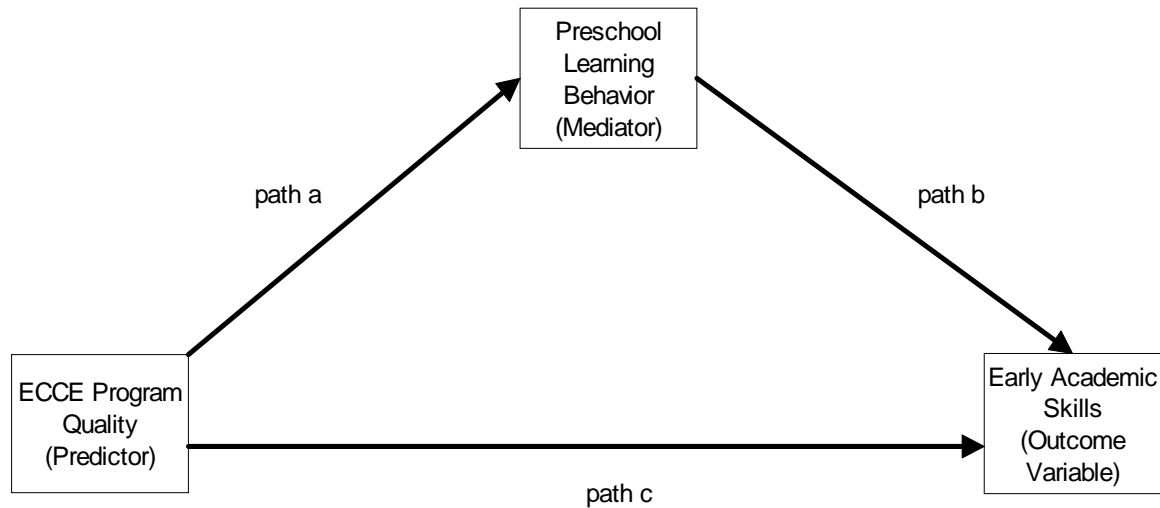 Preschool
Learning
Behavior
(Mediator)
path a
path b
ECCE Program
Quality
(Predictor)
Early Academic
Skills
(Outcome
Variable)
path c